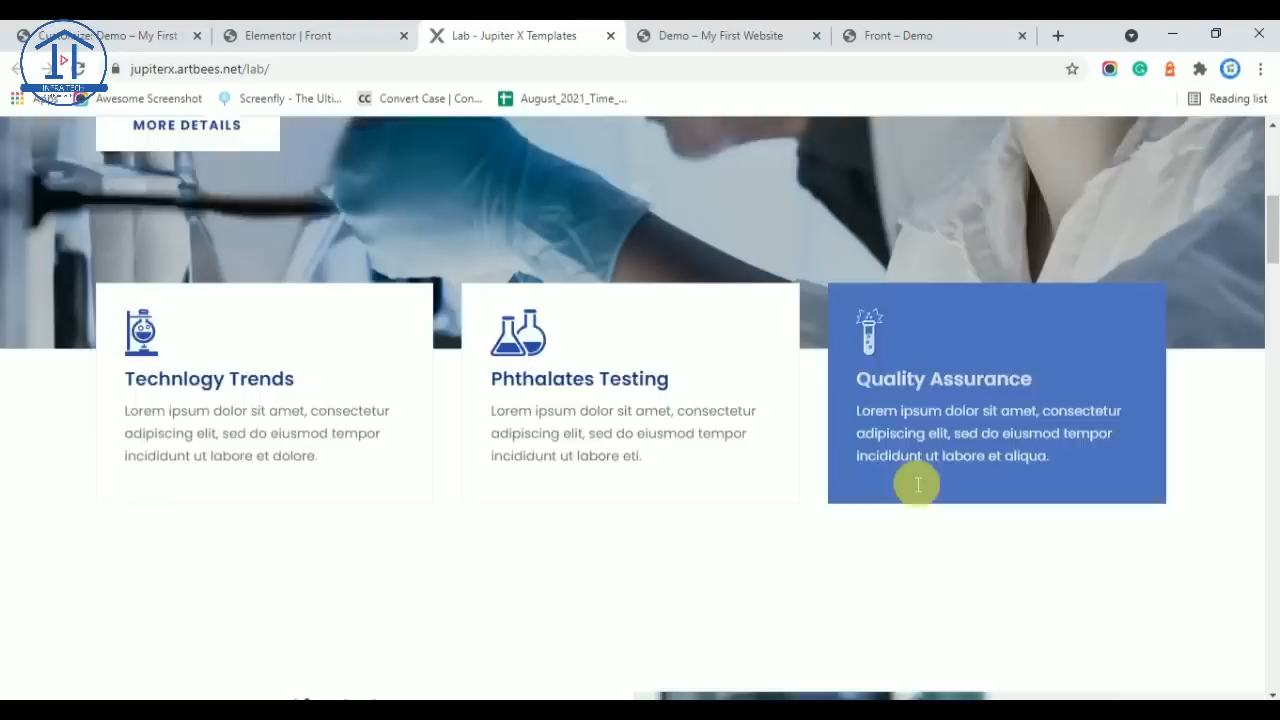 Customize: Demo – My First
Elementor | Front
Lab - Jupiter X Templates
Demo – My First Website
Front – Demo
jupiterx.artbees.net/lab/
Apps
Awesome Screenshot
Screenfly - The Ulti...
CC Convert Case | Con...
August_2021_Time_...
Reading list
INFRATECH
MORE DETAILS
Technlogy Trends
Lorem ipsum dolor sit amet, consectetur
adipiscing elit, sed do eiusmod tempor
incididunt ut labore et dolore.
Phthalates Testing
Lorem ipsum dolor sit amet, consectetur
adipiscing elit, sed do eiusmod tempor
incididunt ut labore eti.
Quality Assurance
Lorem ipsum dolor sit amet, consectetur
adipiscing elit, sed do eiusmod tempor
incididunt ut labore et aliqua.